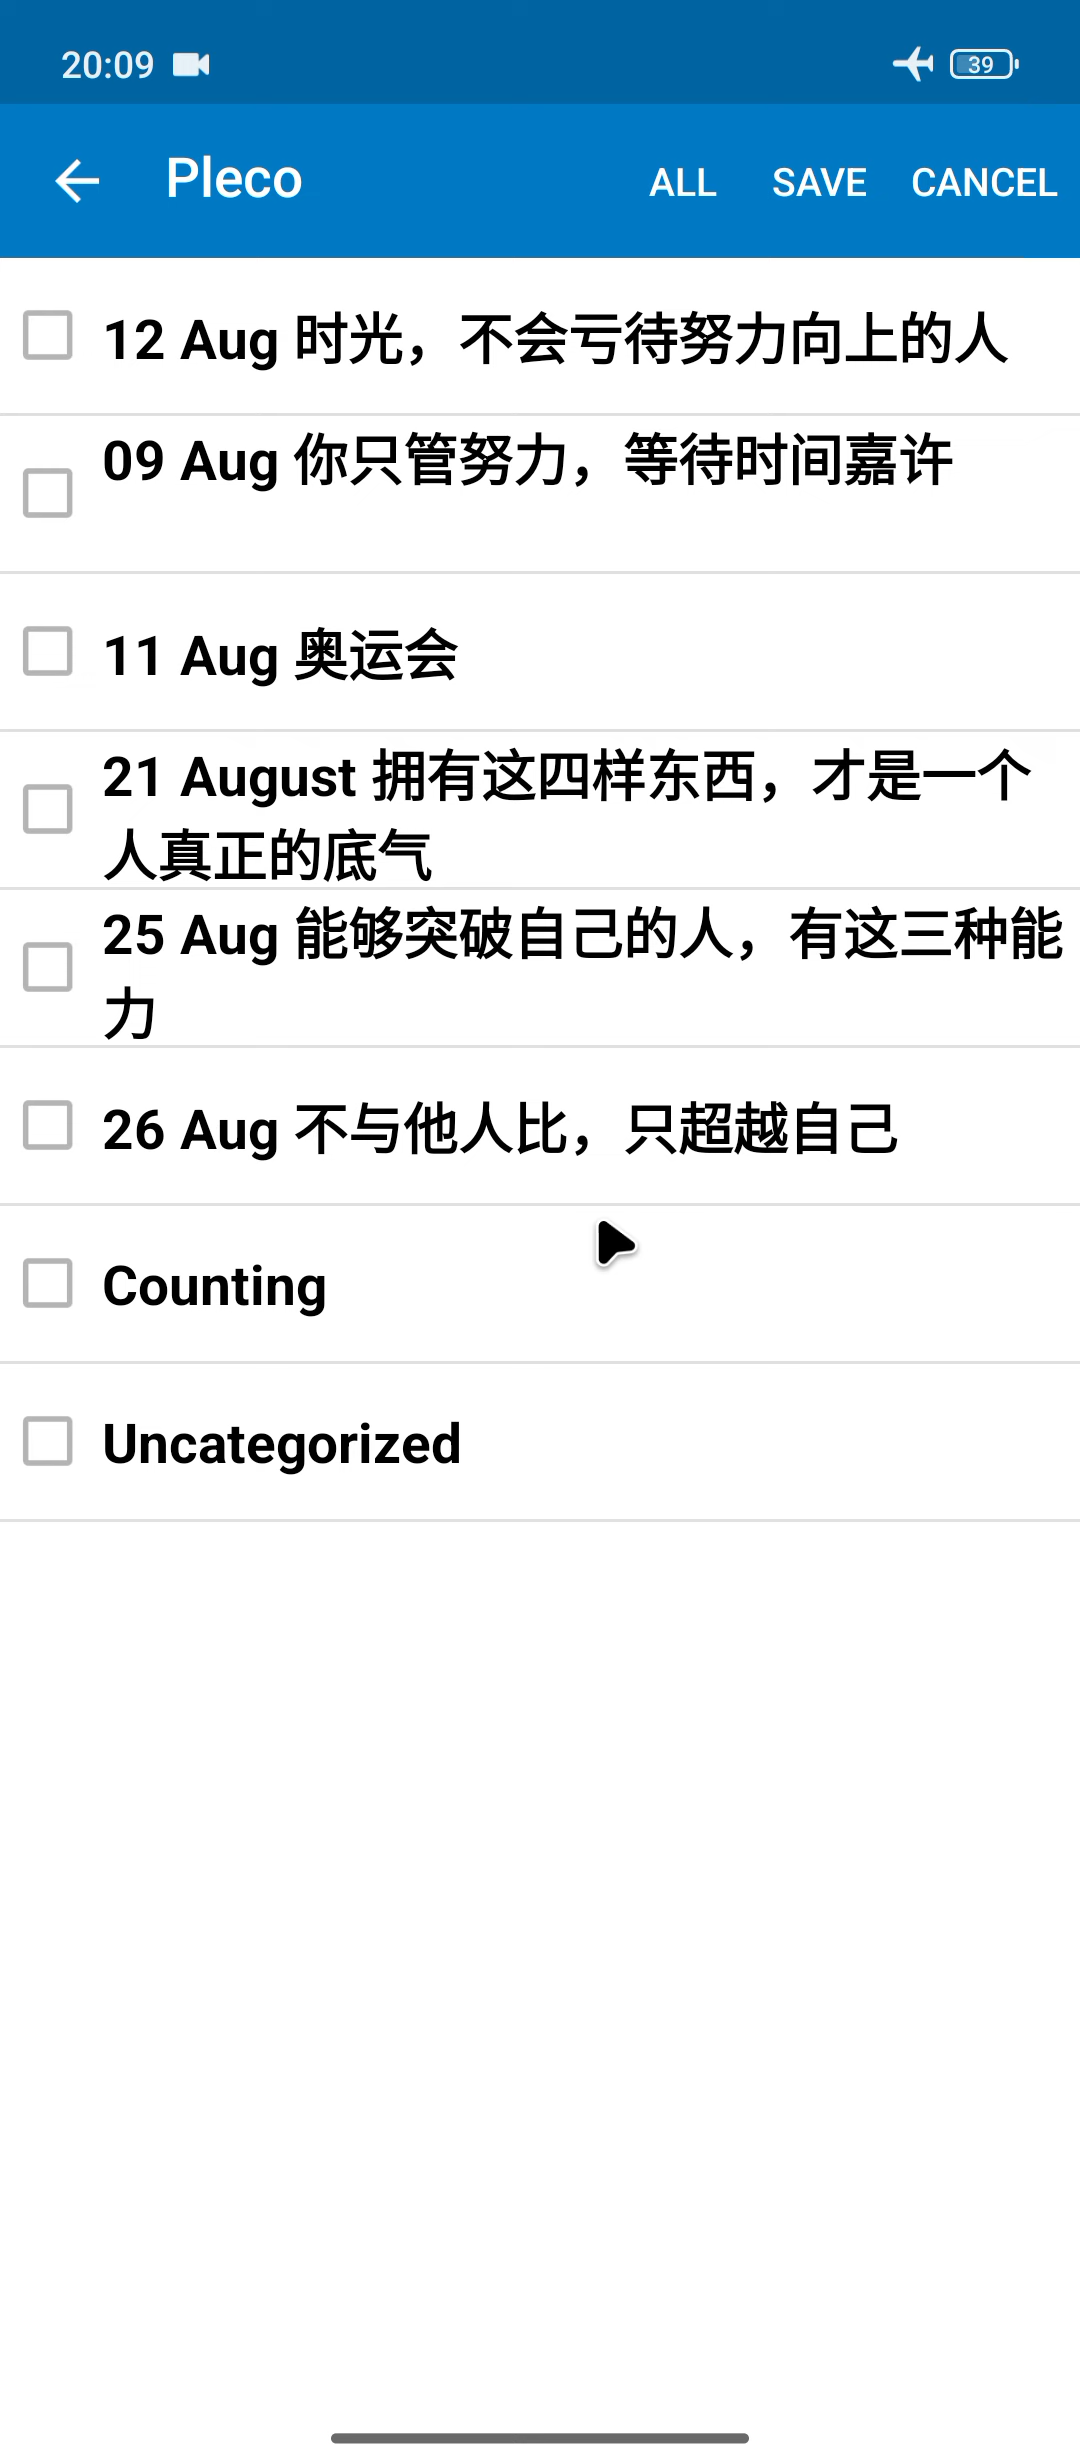 20:09
39
Pleco
ALL SAVE CANCEL
12 Aug 时光，不会亏待努力向上的人
09 Aug 你只管努力，等待时间嘉许
11 Aug 奥运会
21 August 拥有这四样东西，才是一个
人真正的底气
25 Aug 能够突破自己的人，有这三种能
力
26 Aug 不与他人比，只超越自己
Counting
Uncategorized